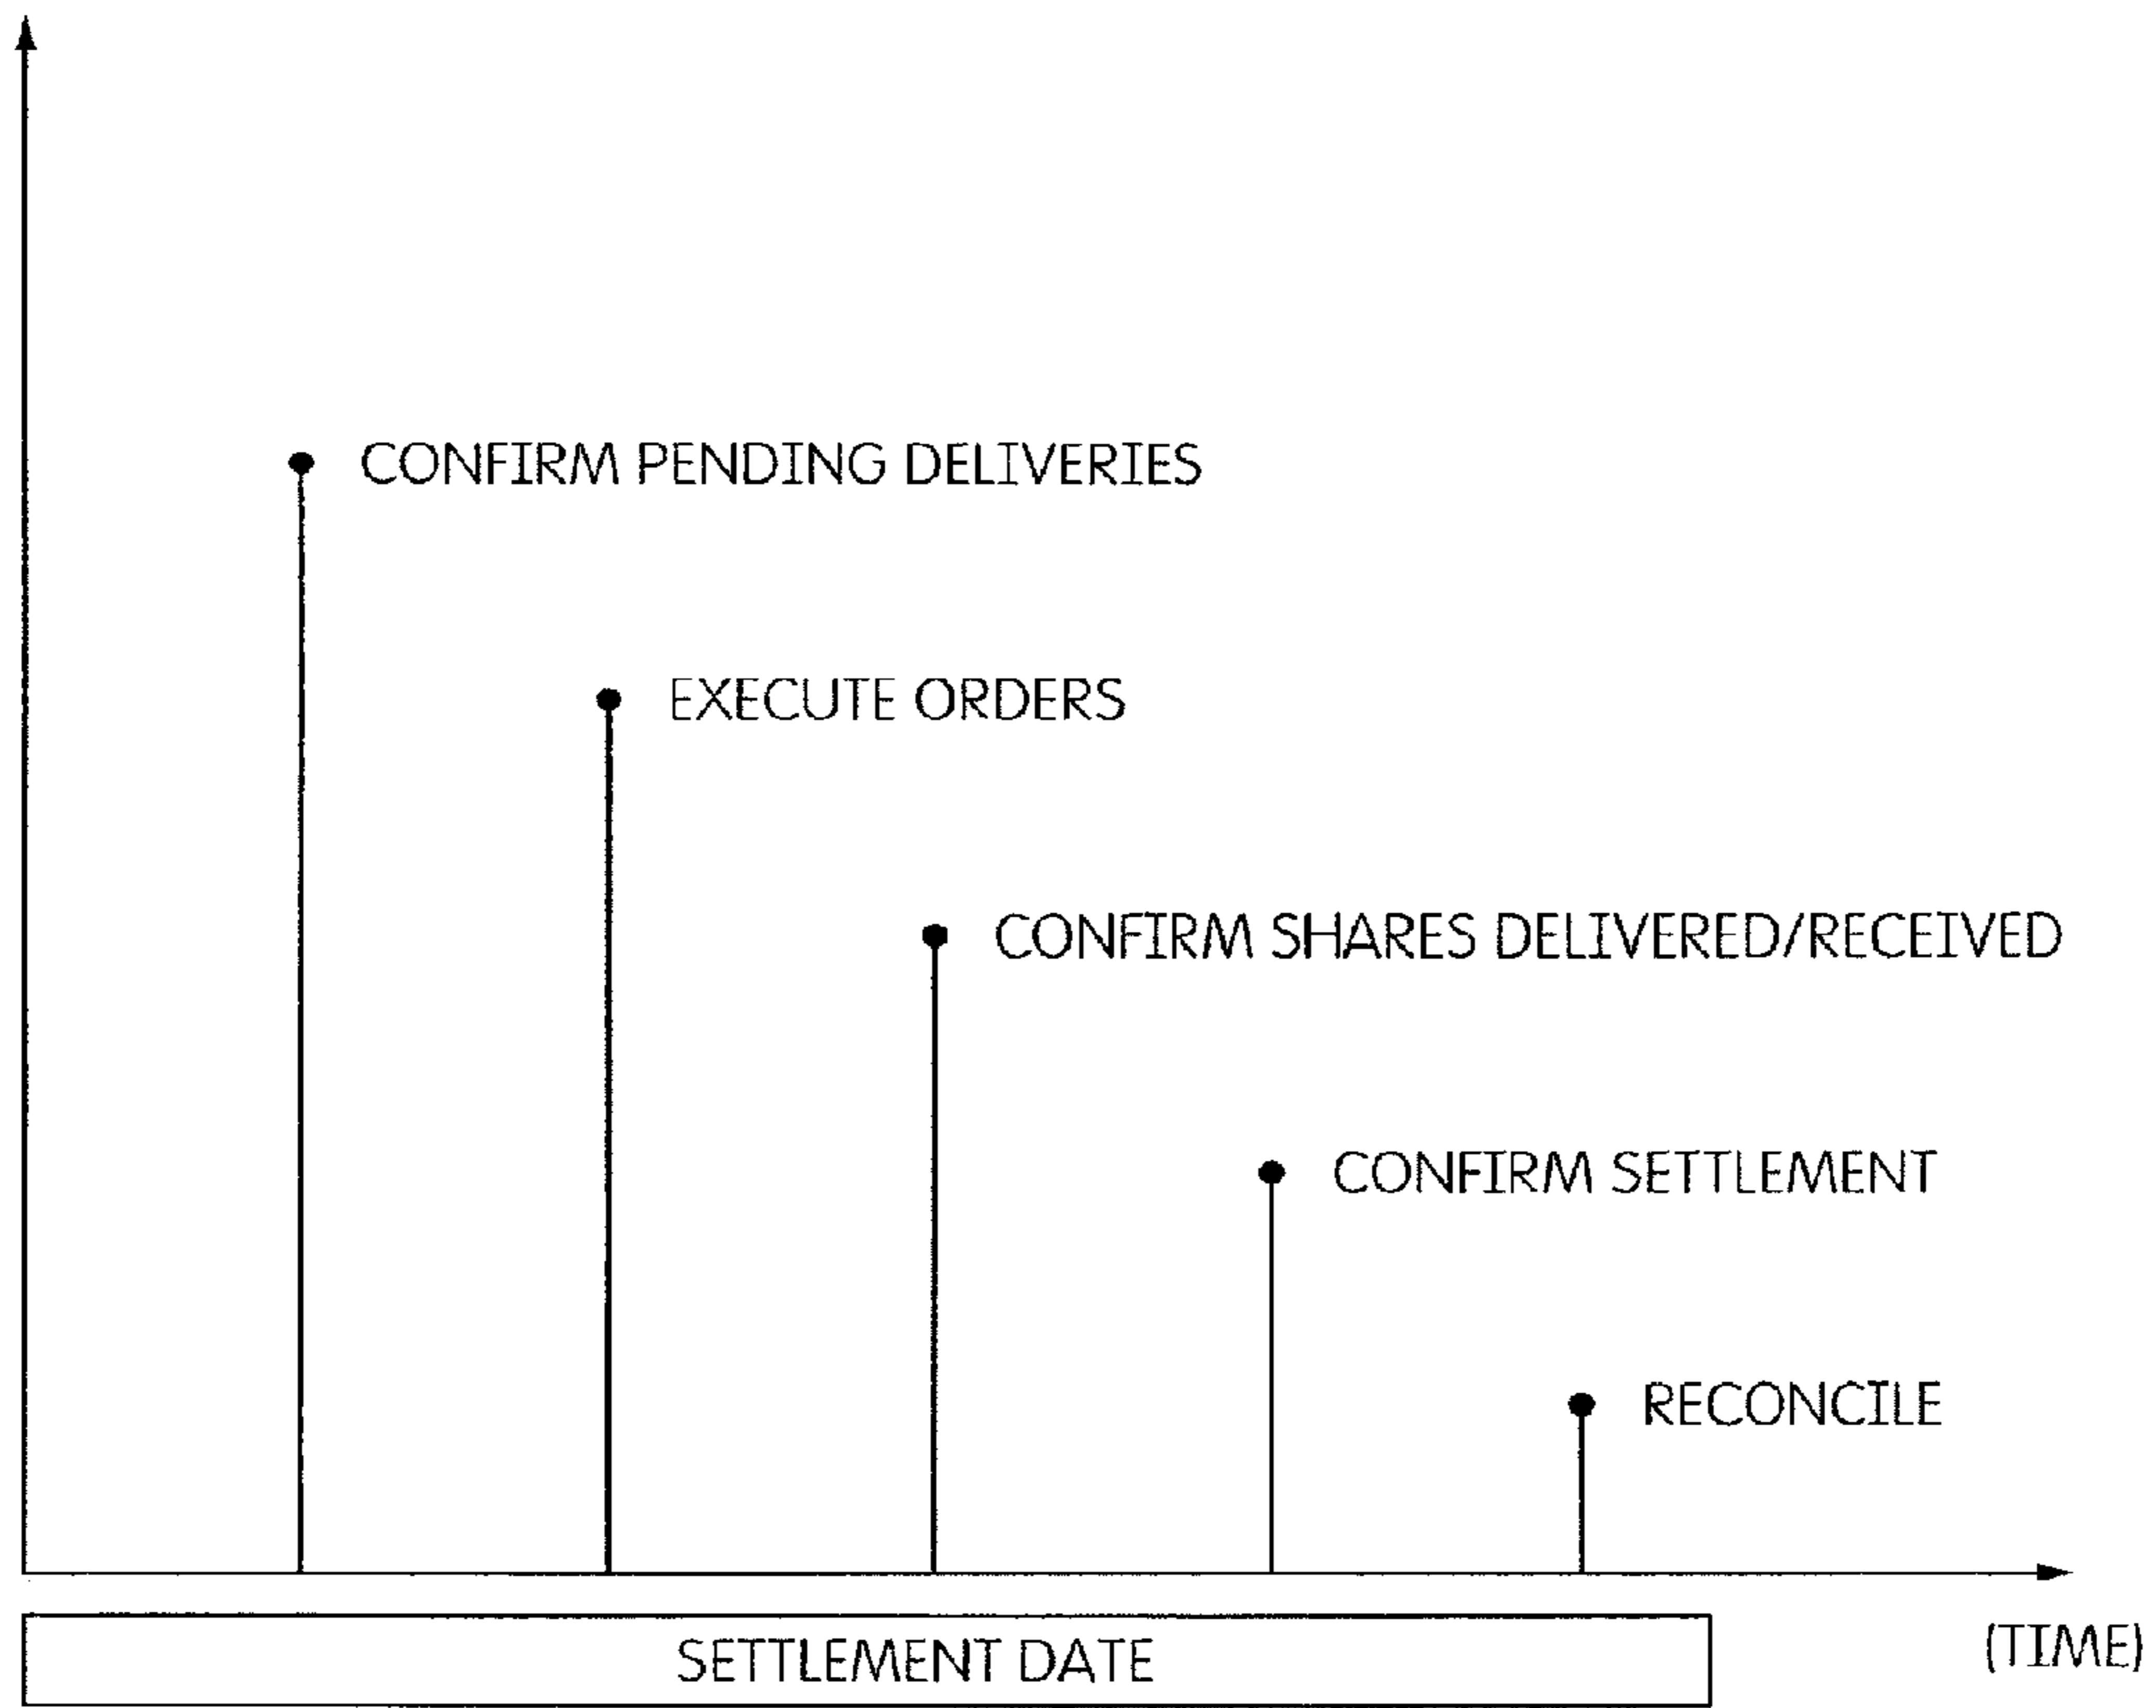 CONFIRM PENDING DELIVERIES
EXECUTE ORDERS
CONFIRM SHARES DELIVERED/RECEIVED
CONFIRM SETTLEMENT
RECONCILE
SETTLEMENT DATE
(TIME)